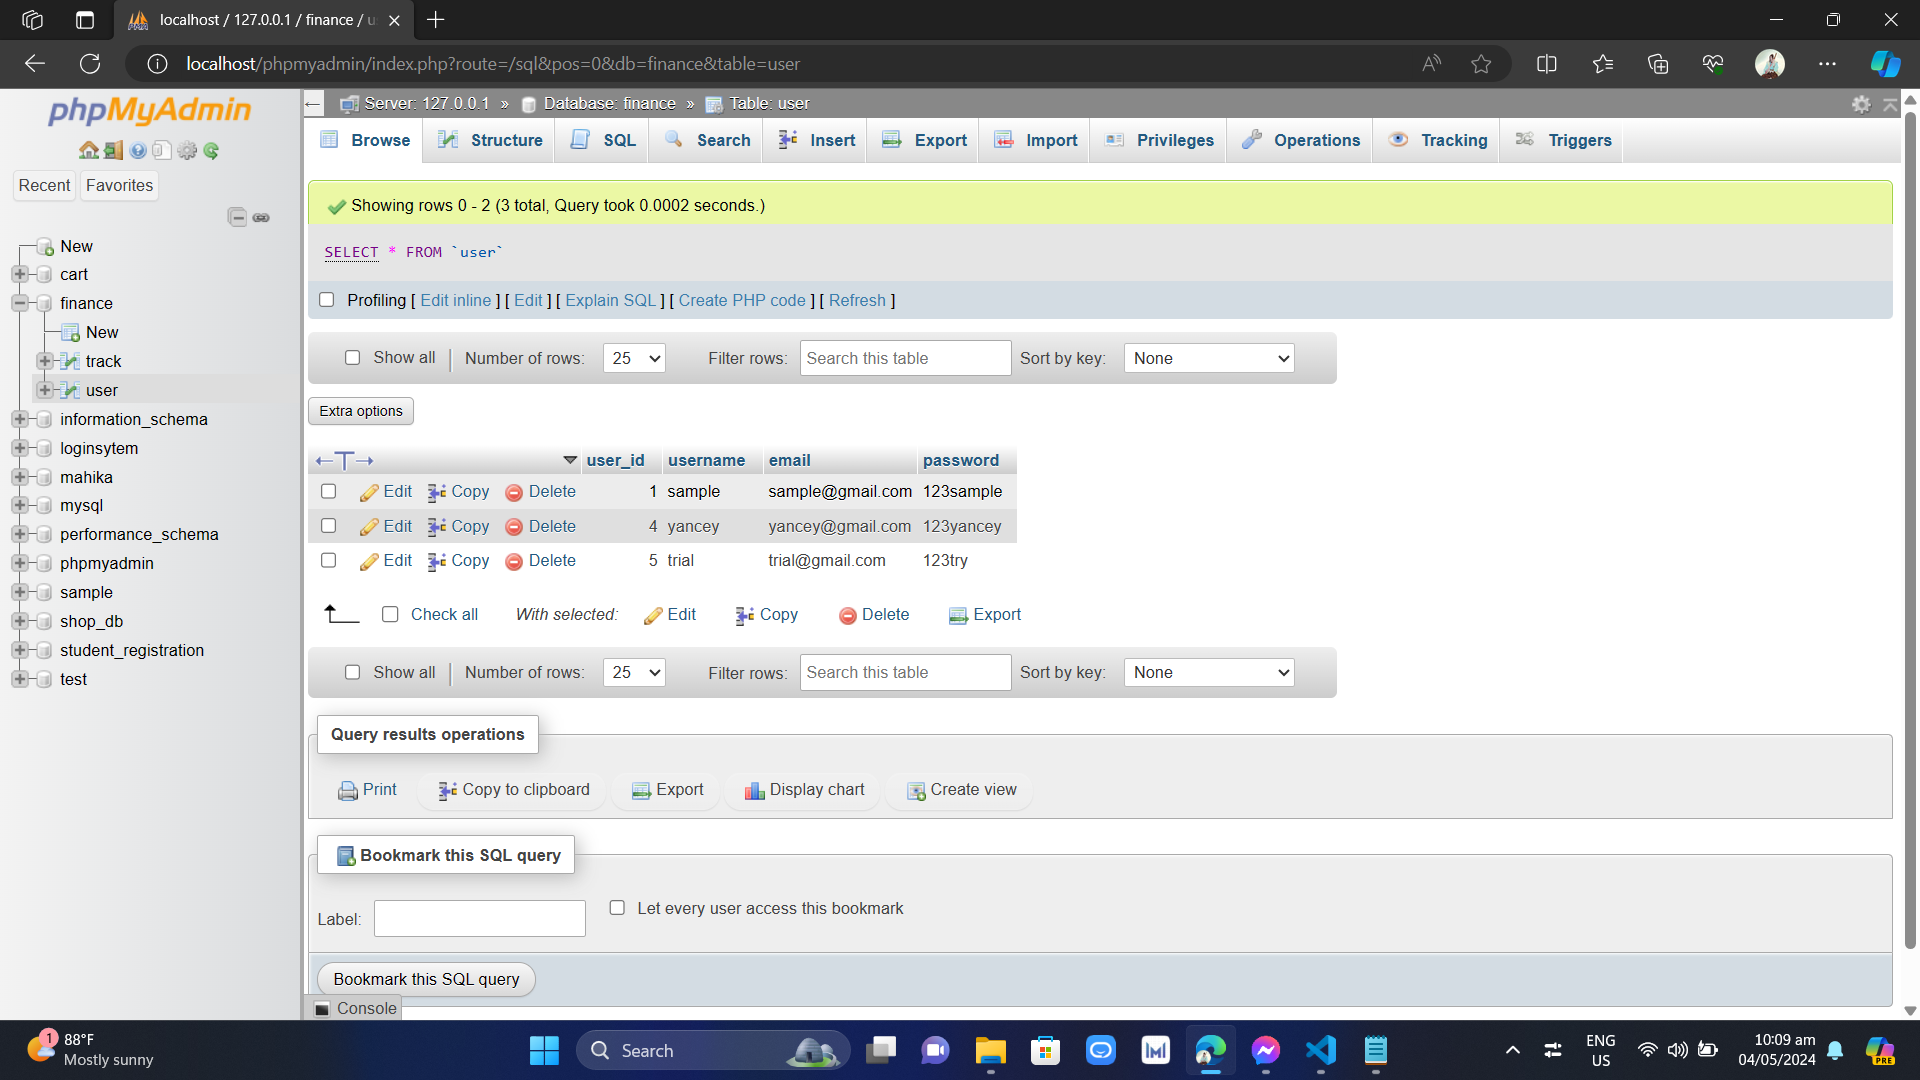 localhost / 127.0.0.1 / finance / u
localhost/phpmyadmin/index.php?route=/sql&pos=0&db=finance&table=user
phpMyAdmin
Recent Favorites
New
cart
finance
New
track
user
information_schema
loginsytem
mahika
mysql
performance_schema
phpmyadmin
sample
shop_db
student_registration
test
Server: 127.0.0.1 » Database: finance » Table: user
Browse Structure SQL Search Insert Export Import Privileges Operations Tracking Triggers
Showing rows 0 - 2 (3 total, Query took 0.0002 seconds.)
SELECT * FROM `user`
Profiling [ Edit inline ] [ Edit ] [ Explain SQL ] [ Create PHP code ] [ Refresh ]
Show all Number of rows: 25 Filter rows: Search this table Sort by key: None
Extra options
user_id username email password
Edit Copy Delete 1 sample sample@gmail.com 123sample
Edit Copy Delete 4 yancey yancey@gmail.com 123yancey
Edit Copy Delete 5 trial trial@gmail.com 123try
Check all With selected: Edit Copy Delete Export
Show all Number of rows: 25 Filter rows: Search this table Sort by key: None
Query results operations
Print Copy to clipboard Export Display chart Create view
Bookmark this SQL query
Label: Let every user access this bookmark
Bookmark this SQL query
Console
1 88°F
Mostly sunny
Search
ENG
US
10:09 am
04/05/2024
PRE